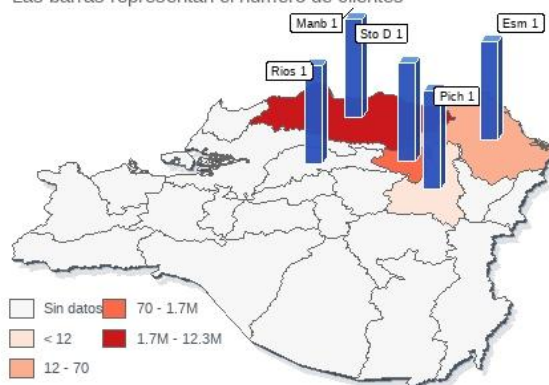 Las barras representan el número de clientes
Manb 1
Esm 1
Sto D 1
Rios 1
Pich 1
Sin datos
70 - 1.7M
< 12
1.7M - 12.3M
12 - 70